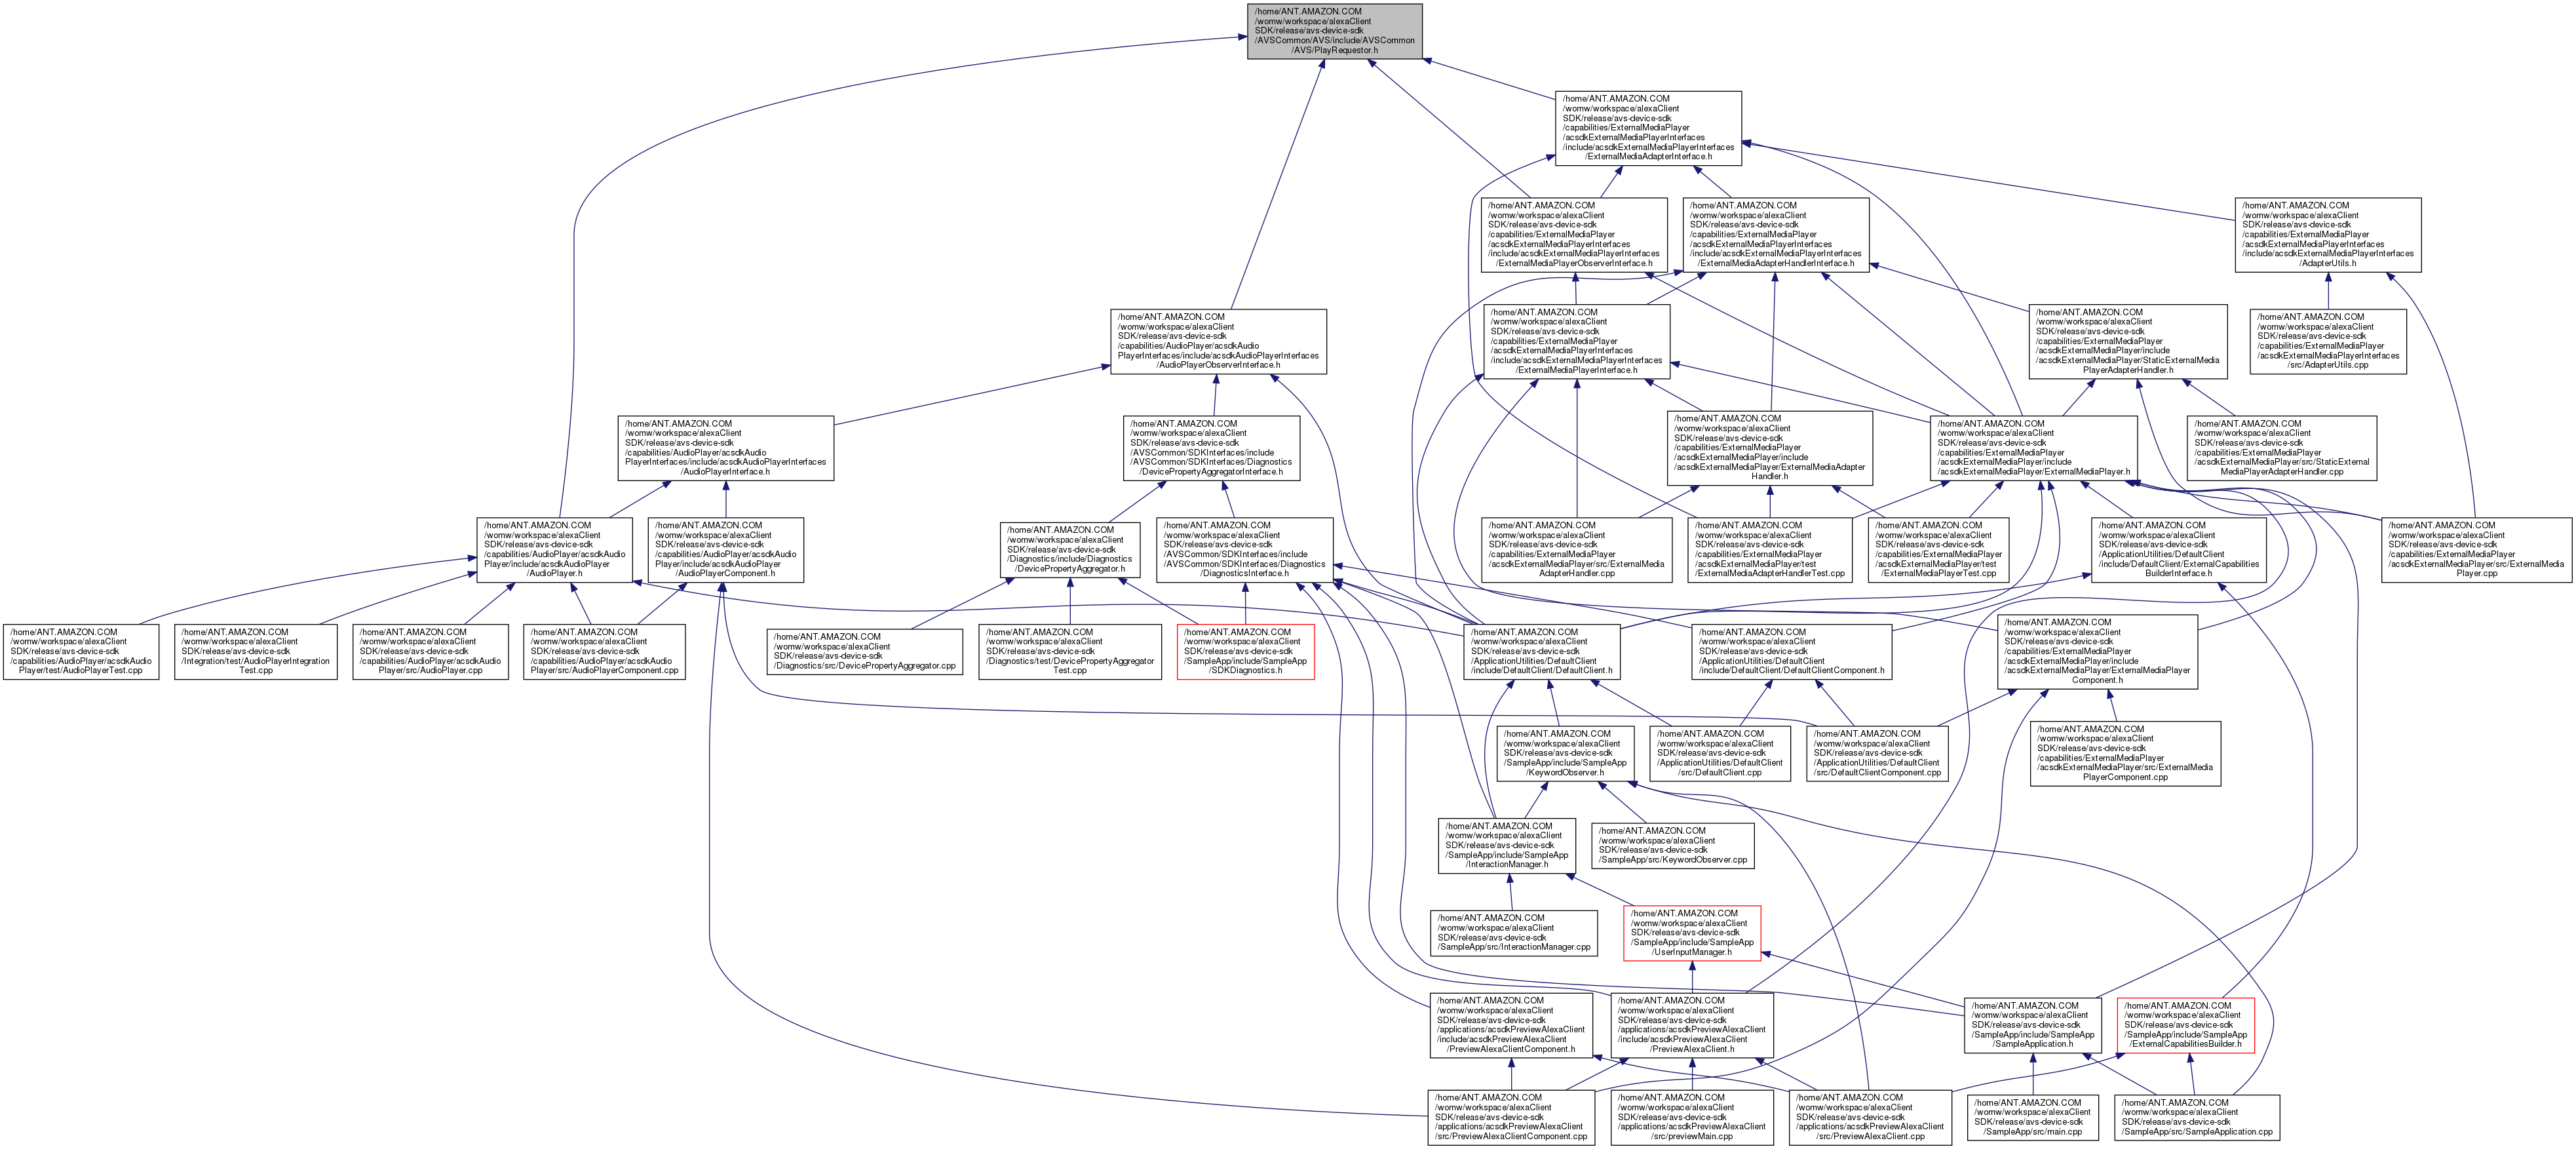 /home/ANT.AMAZON.COM
/womw/workspace/alexaClient
SDK/release/avs-device-sdk
/AVSCommon/AVS/include/AVSCommon
/AVS/PlayRequestor.h
/home/ANT.AMAZON.COM
/womw/workspace/alexaClient
SDK/release/avs-device-sdk
/capabilities/ExternalMediaPlayer
/acsdkExternalMediaPlayerInterfaces
/include/acsdkExternalMediaPlayerInterfaces
/ExternalMediaAdapterInterface.h
/home/ANT.AMAZON.COM
/womw/workspace/alexaClient
SDK/release/avs-device-sdk
/capabilities/ExternalMediaPlayer
/acsdkExternalMediaPlayerInterfaces
/include/acsdkExternalMediaPlayerInterfaces
/ExternalMediaPlayerObserverInterface.h
/home/ANT.AMAZON.COM
/womw/workspace/alexaClient
SDK/release/avs-device-sdk
/capabilities/ExternalMediaPlayer
/acsdkExternalMediaPlayerInterfaces
/include/acsdkExternalMediaPlayerInterfaces
/ExternalMediaAdapterHandlerInterface.h
/home/ANT.AMAZON.COM
/womw/workspace/alexaClient
SDK/release/avs-device-sdk
/capabilities/ExternalMediaPlayer
/acsdkExternalMediaPlayerInterfaces
/include/acsdkExternalMediaPlayerInterfaces
/AdapterUtils.h
/home/ANT.AMAZON.COM
/womw/workspace/alexaClient
SDK/release/avs-device-sdk
/capabilities/AudioPlayer/acsdkAudio
PlayerInterfaces/include/acsdkAudioPlayerInterfaces
/AudioPlayerObserverInterface.h
/home/ANT.AMAZON.COM
/womw/workspace/alexaClient
SDK/release/avs-device-sdk
/capabilities/ExternalMediaPlayer
/acsdkExternalMediaPlayerInterfaces
/include/acsdkExternalMediaPlayerInterfaces
/ExternalMediaPlayerInterface.h
/home/ANT.AMAZON.COM
/womw/workspace/alexaClient
SDK/release/avs-device-sdk
/capabilities/ExternalMediaPlayer
/acsdkExternalMediaPlayer/include
/acsdkExternalMediaPlayer/StaticExternalMedia
PlayerAdapterHandler.h
/home/ANT.AMAZON.COM
/womw/workspace/alexaClient
SDK/release/avs-device-sdk
/capabilities/ExternalMediaPlayer
/acsdkExternalMediaPlayerInterfaces
/src/AdapterUtils.cpp
/home/ANT.AMAZON.COM
/womw/workspace/alexaClient
SDK/release/avs-device-sdk
/capabilities/AudioPlayer/acsdkAudio
PlayerInterfaces/include/acsdkAudioPlayerInterfaces
/AudioPlayerInterface.h
/home/ANT.AMAZON.COM
/womw/workspace/alexaClient
SDK/release/avs-device-sdk
/AVSCommon/SDKInterfaces/include
/AVSCommon/SDKInterfaces/Diagnostics
/DevicePropertyAggregatorInterface.h
/home/ANT.AMAZON.COM
/womw/workspace/alexaClient
SDK/release/avs-device-sdk
/capabilities/ExternalMediaPlayer
/acsdkExternalMediaPlayer/include
/acsdkExternalMediaPlayer/ExternalMediaAdapter
Handler.h
/home/ANT.AMAZON.COM
/womw/workspace/alexaClient
SDK/release/avs-device-sdk
/capabilities/ExternalMediaPlayer
/acsdkExternalMediaPlayer/include
/acsdkExternalMediaPlayer/ExternalMediaPlayer.h
/home/ANT.AMAZON.COM
/womw/workspace/alexaClient
SDK/release/avs-device-sdk
/capabilities/ExternalMediaPlayer
/acsdkExternalMediaPlayer/src/StaticExternal
MediaPlayerAdapterHandler.cpp
/home/ANT.AMAZON.COM
/womw/workspace/alexaClient
SDK/release/avs-device-sdk
/capabilities/AudioPlayer/acsdkAudio
Player/include/acsdkAudioPlayer
/AudioPlayer.h
/home/ANT.AMAZON.COM
/womw/workspace/alexaClient
SDK/release/avs-device-sdk
/capabilities/AudioPlayer/acsdkAudio
Player/include/acsdkAudioPlayer
/AudioPlayerComponent.h
/home/ANT.AMAZON.COM
/womw/workspace/alexaClient
SDK/release/avs-device-sdk
/Diagnostics/include/Diagnostics
/DevicePropertyAggregator.h
/home/ANT.AMAZON.COM
/womw/workspace/alexaClient
SDK/release/avs-device-sdk
/AVSCommon/SDKInterfaces/include
/AVSCommon/SDKInterfaces/Diagnostics
/DiagnosticsInterface.h
/home/ANT.AMAZON.COM
/womw/workspace/alexaClient
SDK/release/avs-device-sdk
/capabilities/ExternalMediaPlayer
/acsdkExternalMediaPlayer/src/ExternalMedia
AdapterHandler.cpp
/home/ANT.AMAZON.COM
/womw/workspace/alexaClient
SDK/release/avs-device-sdk
/capabilities/ExternalMediaPlayer
/acsdkExternalMediaPlayer/test
/ExternalMediaAdapterHandlerTest.cpp
/home/ANT.AMAZON.COM
/womw/workspace/alexaClient
SDK/release/avs-device-sdk
/capabilities/ExternalMediaPlayer
/acsdkExternalMediaPlayer/test
/ExternalMediaPlayerTest.cpp
/home/ANT.AMAZON.COM
/womw/workspace/alexaClient
SDK/release/avs-device-sdk
/ApplicationUtilities/DefaultClient
/include/DefaultClient/ExternalCapabilities
BuilderInterface.h
/home/ANT.AMAZON.COM
/womw/workspace/alexaClient
SDK/release/avs-device-sdk
/capabilities/ExternalMediaPlayer
/acsdkExternalMediaPlayer/src/ExternalMedia
Player.cpp
/home/ANT.AMAZON.COM
/womw/workspace/alexaClient
SDK/release/avs-device-sdk
/capabilities/AudioPlayer/acsdkAudio
Player/test/AudioPlayerTest.cpp
/home/ANT.AMAZON.COM
/womw/workspace/alexaClient
SDK/release/avs-device-sdk
/Integration/test/AudioPlayerIntegration
Test.cpp
/home/ANT.AMAZON.COM
/womw/workspace/alexaClient
SDK/release/avs-device-sdk
/capabilities/AudioPlayer/acsdkAudio
Player/src/AudioPlayer.cpp
/home/ANT.AMAZON.COM
/womw/workspace/alexaClient
SDK/release/avs-device-sdk
/capabilities/AudioPlayer/acsdkAudio
Player/src/AudioPlayerComponent.cpp
/home/ANT.AMAZON.COM
/womw/workspace/alexaClient
SDK/release/avs-device-sdk
/Diagnostics/src/DevicePropertyAggregator.cpp
/home/ANT.AMAZON.COM
/womw/workspace/alexaClient
SDK/release/avs-device-sdk
/Diagnostics/test/DevicePropertyAggregator
Test.cpp
/home/ANT.AMAZON.COM
/womw/workspace/alexaClient
SDK/release/avs-device-sdk
/SampleApp/include/SampleApp
/SDKDiagnostics.h
/home/ANT.AMAZON.COM
/womw/workspace/alexaClient
SDK/release/avs-device-sdk
/ApplicationUtilities/DefaultClient
/include/DefaultClient/DefaultClient.h
/home/ANT.AMAZON.COM
/womw/workspace/alexaClient
SDK/release/avs-device-sdk
/ApplicationUtilities/DefaultClient
/include/DefaultClient/DefaultClientComponent.h
/home/ANT.AMAZON.COM
/womw/workspace/alexaClient
SDK/release/avs-device-sdk
/capabilities/ExternalMediaPlayer
/acsdkExternalMediaPlayer/include
/acsdkExternalMediaPlayer/ExternalMediaPlayer
Component.h
/home/ANT.AMAZON.COM
/womw/workspace/alexaClient
SDK/release/avs-device-sdk
/SampleApp/include/SampleApp
/KeywordObserver.h
/home/ANT.AMAZON.COM
/womw/workspace/alexaClient
SDK/release/avs-device-sdk
/ApplicationUtilities/DefaultClient
/src/DefaultClient.cpp
/home/ANT.AMAZON.COM
/womw/workspace/alexaClient
SDK/release/avs-device-sdk
/ApplicationUtilities/DefaultClient
/src/DefaultClientComponent.cpp
/home/ANT.AMAZON.COM
/womw/workspace/alexaClient
SDK/release/avs-device-sdk
/capabilities/ExternalMediaPlayer
/acsdkExternalMediaPlayer/src/ExternalMedia
PlayerComponent.cpp
/home/ANT.AMAZON.COM
/womw/workspace/alexaClient
SDK/release/avs-device-sdk
/SampleApp/include/SampleApp
/InteractionManager.h
/home/ANT.AMAZON.COM
/womw/workspace/alexaClient
SDK/release/avs-device-sdk
/SampleApp/src/KeywordObserver.cpp
/home/ANT.AMAZON.COM
/womw/workspace/alexaClient
SDK/release/avs-device-sdk
/SampleApp/src/InteractionManager.cpp
/home/ANT.AMAZON.COM
/womw/workspace/alexaClient
SDK/release/avs-device-sdk
/SampleApp/include/SampleApp
/UserInputManager.h
/home/ANT.AMAZON.COM
/womw/workspace/alexaClient
SDK/release/avs-device-sdk
/applications/acsdkPreviewAlexaClient
/include/acsdkPreviewAlexaClient
/PreviewAlexaClientComponent.h
/home/ANT.AMAZON.COM
/womw/workspace/alexaClient
SDK/release/avs-device-sdk
/applications/acsdkPreviewAlexaClient
/include/acsdkPreviewAlexaClient
/PreviewAlexaClient.h
/home/ANT.AMAZON.COM
/womw/workspace/alexaClient
SDK/release/avs-device-sdk
/SampleApp/include/SampleApp
/SampleApplication.h
/home/ANT.AMAZON.COM
/womw/workspace/alexaClient
SDK/release/avs-device-sdk
/SampleApp/include/SampleApp
/ExternalCapabilitiesBuilder.h
/home/ANT.AMAZON.COM
/womw/workspace/alexaClient
SDK/release/avs-device-sdk
/applications/acsdkPreviewAlexaClient
/src/PreviewAlexaClientComponent.cpp
/home/ANT.AMAZON.COM
/womw/workspace/alexaClient
SDK/release/avs-device-sdk
/applications/acsdkPreviewAlexaClient
/src/previewMain.cpp
/home/ANT.AMAZON.COM
/womw/workspace/alexaClient
SDK/release/avs-device-sdk
/applications/acsdkPreviewAlexaClient
/src/PreviewAlexaClient.cpp
/home/ANT.AMAZON.COM
/womw/workspace/alexaClient
SDK/release/avs-device-sdk
/SampleApp/src/main.cpp
/home/ANT.AMAZON.COM
/womw/workspace/alexaClient
SDK/release/avs-device-sdk
/SampleApp/src/SampleApplication.cpp